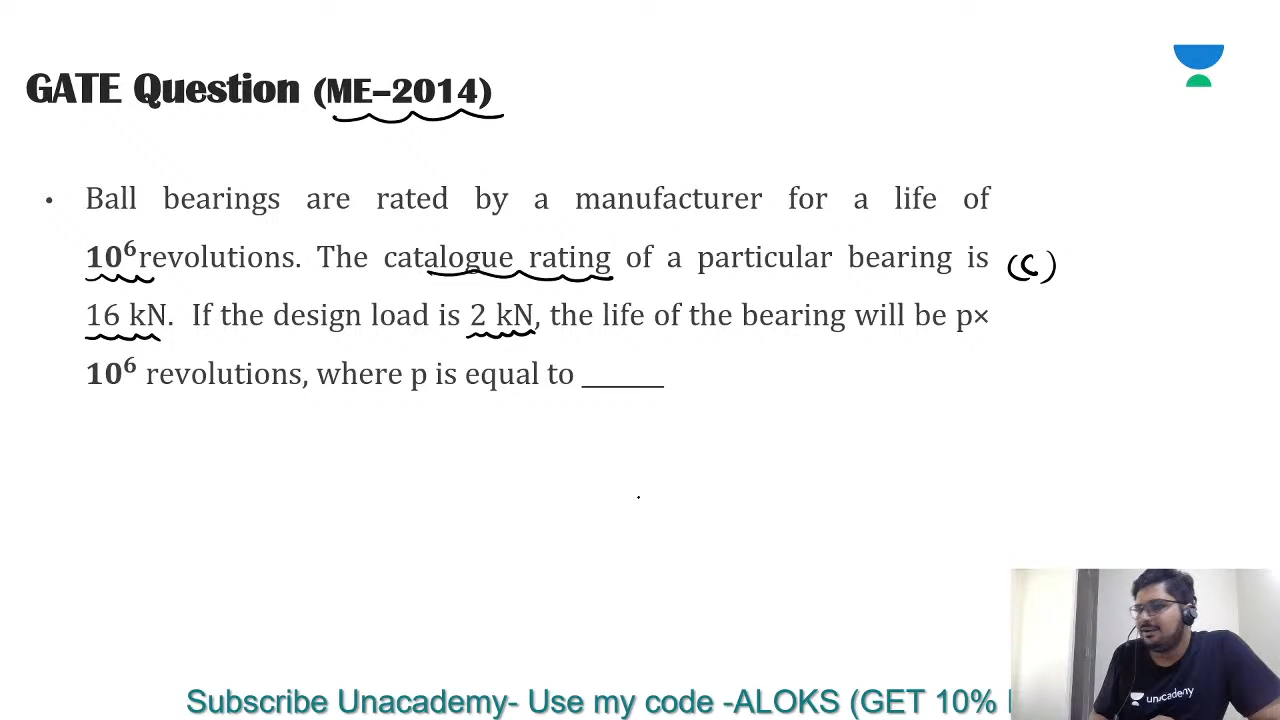 GATE Question (ME–2014)
• Ball bearings are rated by a manufacturer for a life of
10⁶revolutions. The catalogue rating of a particular bearing is (C)
16 kN. If the design load is 2 kN, the life of the bearing will be p×
10⁶ revolutions, where p is equal to ______
unacademy
Subscribe Unacademy- Use my code -ALOKS (GET 10%